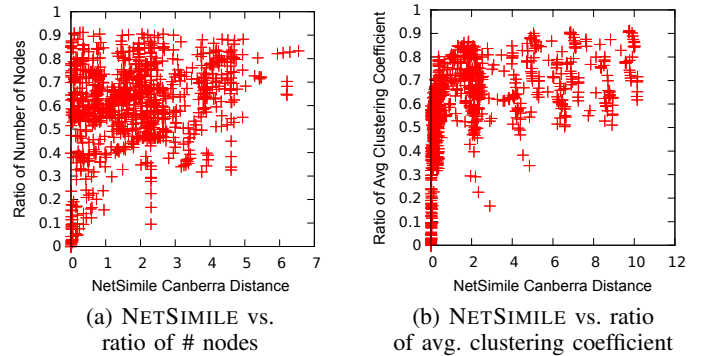 Ratio of Number of Nodes
1
0.9
0.8
0.7
0.6
0.5
0.4
0.3
0.2
0.1
0
0 1 2 3 4 5 6 7
NetSimile Canberra Distance
(a) NETSIMILE vs.
ratio of # nodes
Ratio of Avg Clustering Coefficient
1
0.9
0.8
0.7
0.6
0.5
0.4
0.3
0.2
0.1
0
0 2 4 6 8 10 12
NetSimile Canberra Distance
(b) NETSIMILE vs. ratio
of avg. clustering coefficient